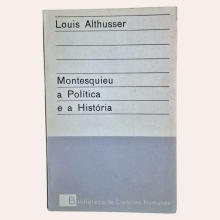 Louis Althusser
Montesquieu
a Política
e a História
Biblioteca de Ciências Humanas